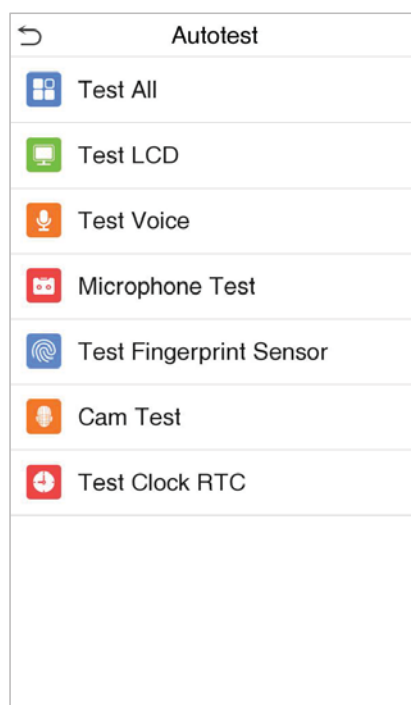 Autotest
Test All
Test LCD
Test Voice
Microphone Test
Test Fingerprint Sensor
Cam Test
Test Clock RTC